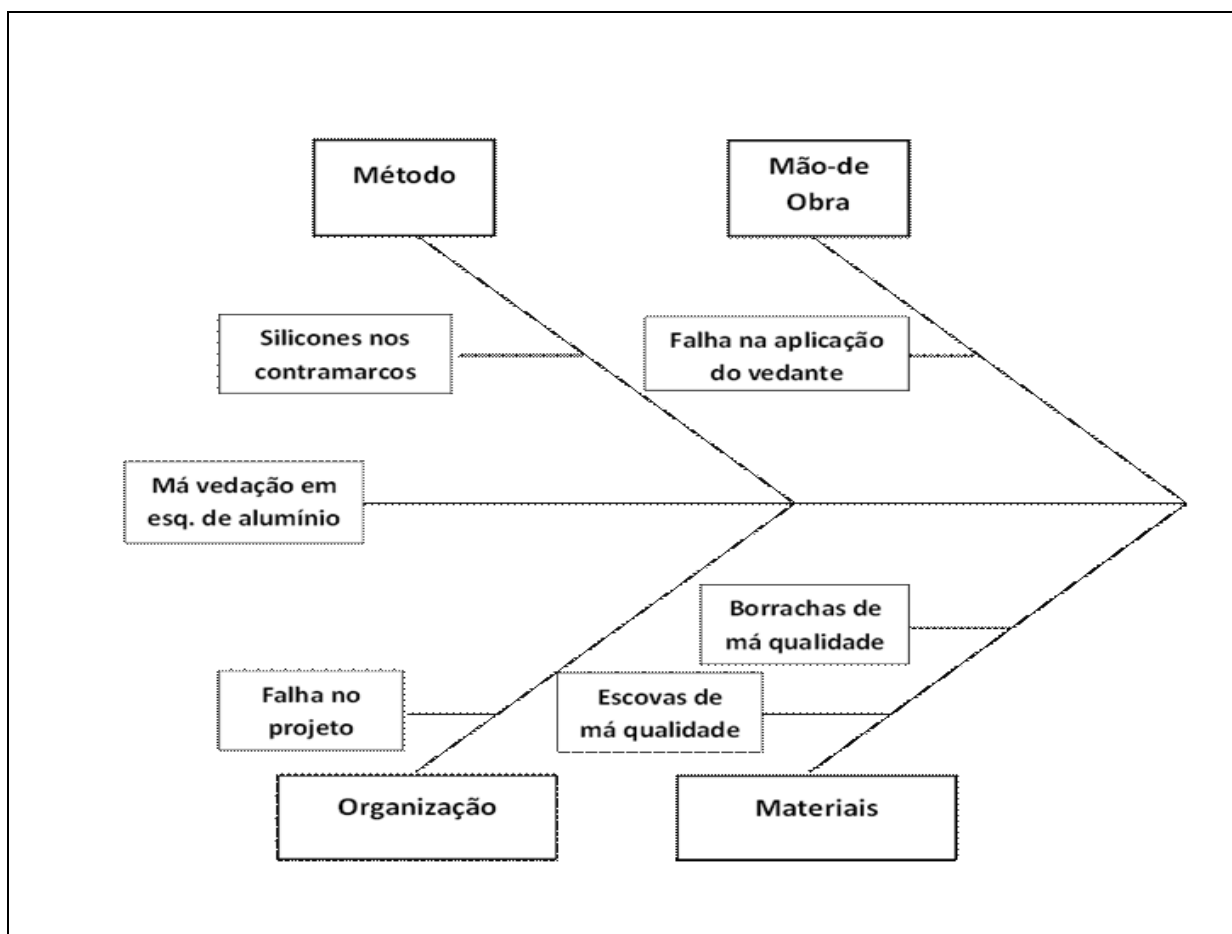 Método
Mão-de
Obra
Silicones nos
contramarcos
Falha na aplicação
do vedante
Má vedação em
esq. de alumínio
Borrachas de
má qualidade
Falha no
projeto
Escovas de
má qualidade
Organização
Materiais